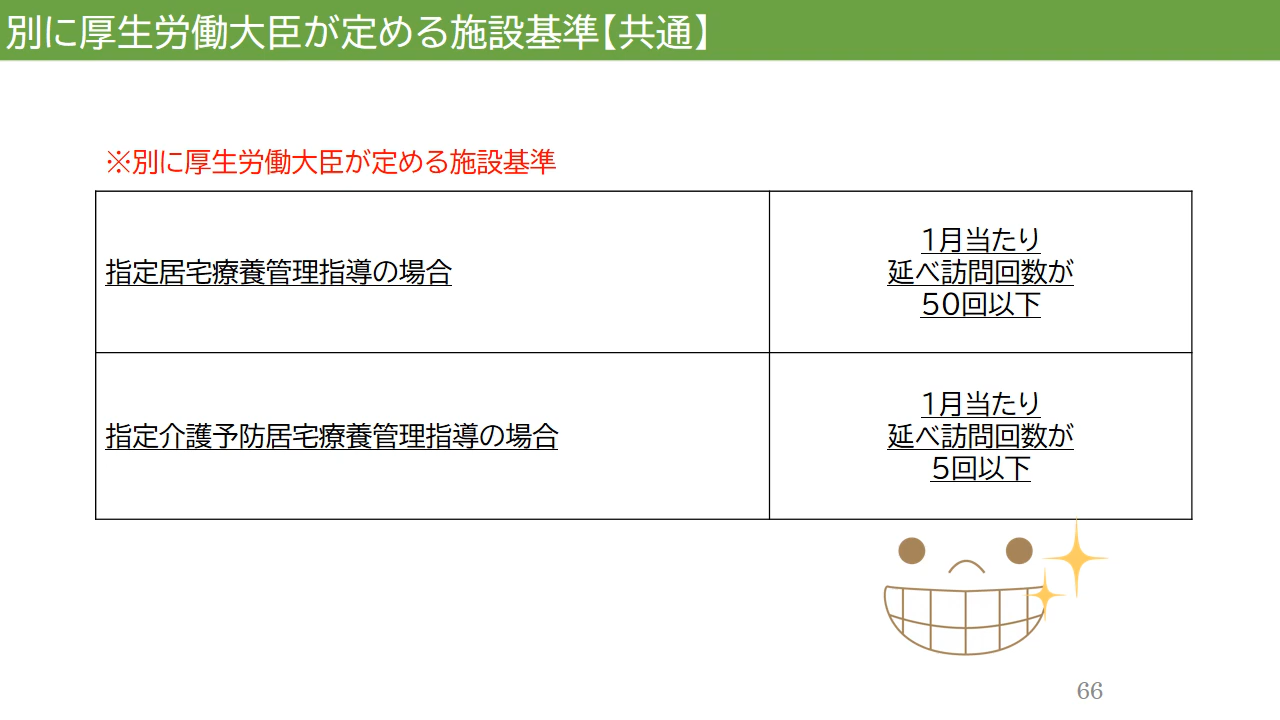 別に厚生労働大臣が定める施設基準【共通】
※別に厚生労働大臣が定める施設基準
指定居宅療養管理指導の場合
1月当たり
延べ訪問回数が
50回以下
指定介護予防居宅療養管理指導の場合
1月当たり
延べ訪問回数が
5回以下
66